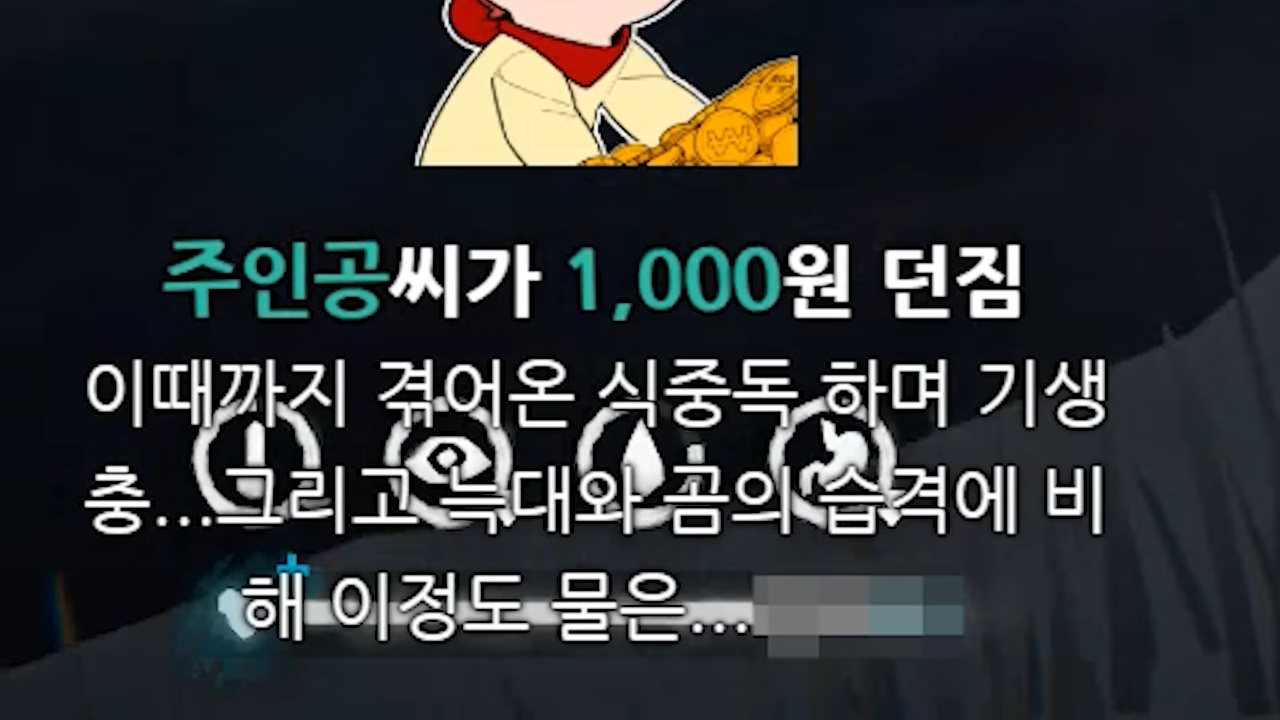 주인공씨가 1,000원 던짐
이때까지 겪어온 식중독 하며 기생
충...그리고 늑대와 곰의 습격에 비
해 이정도 물은...